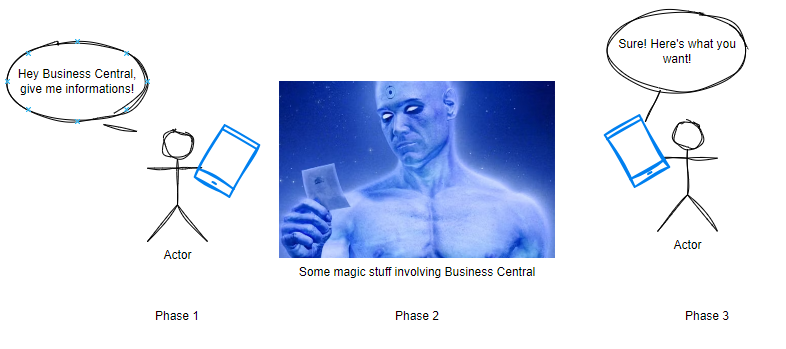 Hey Business Central,
give me informations!
Sure! Here's what you
want!
Actor
Actor
Some magic stuff involving Business Central
Phase 1
Phase 2
Phase 3